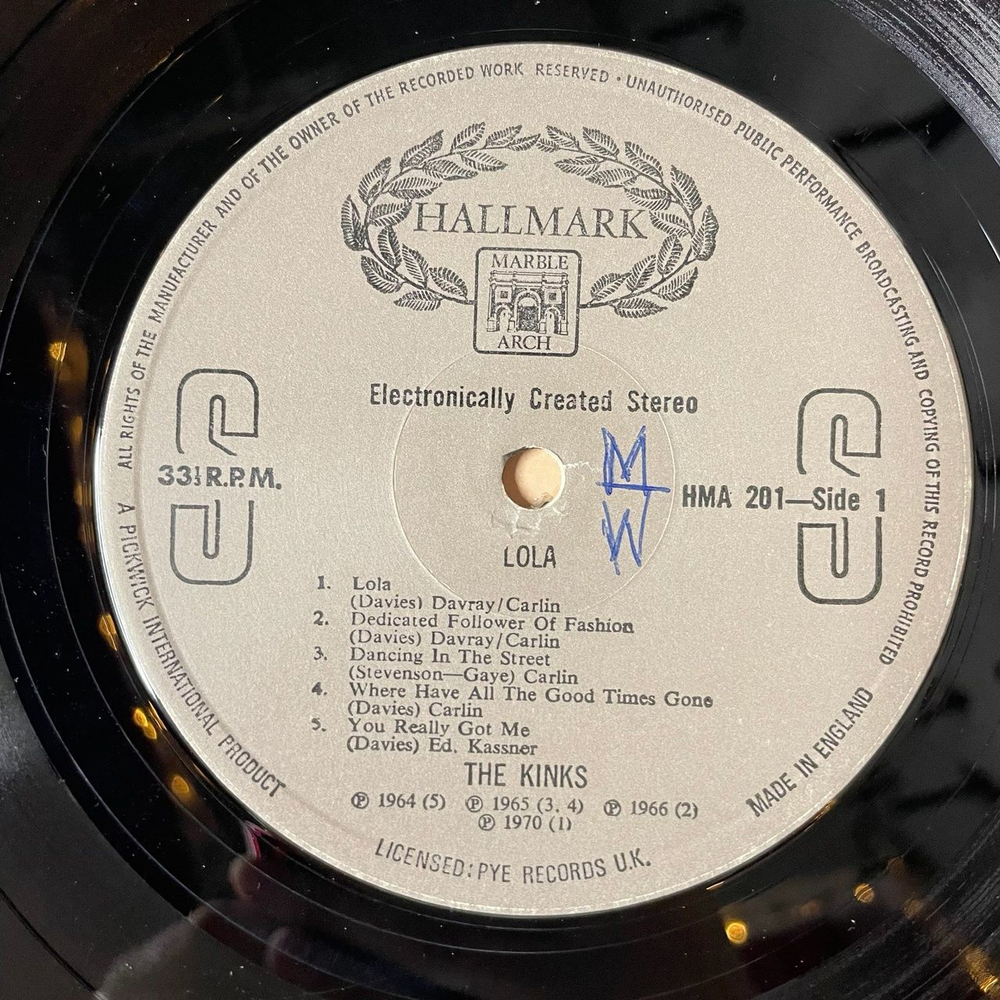 ALL RIGHTS OF THE MANUFACTURER AND OF THE OWNER OF THE RECORDED WORK RESERVED · UNAUTHORISED PUBLIC PERFORMANCE BROADCASTING AND COPYING OF THIS RECORD PROHIBITED
HALLMARK
MARBLE
ARCH
Electronically Created Stereo
33⅓ R.P.M.
MW
HMA 201—Side 1
LOLA
1. Lola
(Davies) Davray/Carlin
2. Dedicated Follower Of Fashion
(Davies) Davray/Carlin
3. Dancing In The Street
(Stevenson—Gaye) Carlin
4. Where Have All The Good Times Gone
(Davies) Carlin
5. You Really Got Me
(Davies) Ed. Kassner
THE KINKS
℗ 1964 (5) ℗ 1965 (3, 4) ℗ 1966 (2)
℗ 1970 (1)
A PICKWICK INTERNATIONAL PRODUCT
LICENSED: PYE RECORDS U.K.
MADE IN ENGLAND